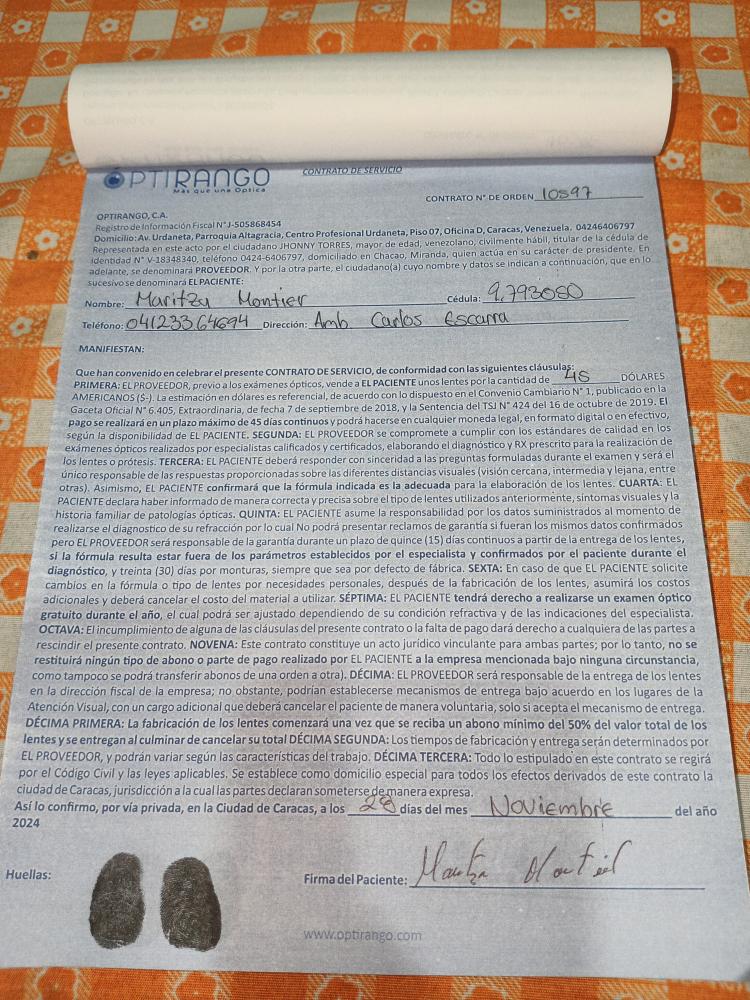 OPTIRANGO
Más que una Óptica
CONTRATO DE SERVICIO
CONTRATO N° DE ORDEN 10597
OPTIRANGO, C.A.
Registro de Información Fiscal N°J-505868454
Domicilio: Av. Urdaneta, Parroquia Altagracia, Centro Profesional Urdaneta, Piso 07, Oficina D, Caracas, Venezuela. 04246406797
Representada en este acto por el ciudadano JHONNY TORRES, mayor de edad, venezolano, civilmente hábil, titular de la cédula de
Identidad N° V-18348340, teléfono 0424-6406797, domiciliado en Chacao, Miranda, quien actúa en su carácter de presidente. En
adelante, se denominará PROVEEDOR. Y por la otra parte, el ciudadano(a) cuyo nombre y datos se indican a continuación, que en lo
sucesivo se denominará EL PACIENTE:
Nombre: Maritza Montier Cédula: 9.793080
Teléfono: 04123364694 Dirección: Amb. Carlos Escarra
MANIFIESTAN:
Que han convenido en celebrar el presente CONTRATO DE SERVICIO, de conformidad con las siguientes cláusulas:
PRIMERA: EL PROVEEDOR, previo a los exámenes ópticos, vende a EL PACIENTE unos lentes por la cantidad de 45 DÓLARES
AMERICANOS ($-). La estimación en dólares es referencial, de acuerdo con lo dispuesto en el Convenio Cambiario N° 1, publicado en la
Gaceta Oficial N° 6.405, Extraordinaria, de fecha 7 de septiembre de 2018, y la Sentencia del TSJ N° 424 del 16 de octubre de 2019. El
pago se realizará en un plazo máximo de 45 días continuos y podrá hacerse en cualquier moneda legal, en formato digital o en efectivo,
según la disponibilidad de EL PACIENTE. SEGUNDA: EL PROVEEDOR se compromete a cumplir con los estándares de calidad en los
exámenes ópticos realizados por especialistas calificados y certificados, elaborando el diagnóstico y RX prescrito para la realización de
los lentes o prótesis. TERCERA: EL PACIENTE deberá responder con sinceridad a las preguntas formuladas durante el examen y será el
único responsable de las respuestas proporcionadas sobre las diferentes distancias visuales (visión cercana, intermedia y lejana, entre
otras). Asimismo, EL PACIENTE confirmará que la fórmula indicada es la adecuada para la elaboración de los lentes. CUARTA: EL
PACIENTE declara haber informado de manera correcta y precisa sobre el tipo de lentes utilizados anteriormente, sintomas visuales y la
historia familiar de patologías ópticas. QUINTA: EL PACIENTE asume la responsabilidad por los datos suministrados al momento de
realizarse el diagnostico de su refracción por lo cual No podrá presentar reclamos de garantía si fueran los mismos datos confirmados
pero EL PROVEEDOR será responsable de la garantía durante un plazo de quince (15) días continuos a partir de la entrega de los lentes,
si la fórmula resulta estar fuera de los parámetros establecidos por el especialista y confirmados por el paciente durante el
diagnóstico, y treinta (30) días por monturas, siempre que sea por defecto de fábrica. SEXTA: En caso de que EL PACIENTE solicite
cambios en la fórmula o tipo de lentes por necesidades personales, después de la fabricación de los lentes, asumirá los costos
adicionales y deberá cancelar el costo del material a utilizar. SÉPTIMA: EL PACIENTE tendrá derecho a realizarse un examen óptico
gratuito durante el año, el cual podrá ser ajustado dependiendo de su condición refractiva y de las indicaciones del especialista.
OCTAVA: El incumplimiento de alguna de las cláusulas del presente contrato o la falta de pago dará derecho a cualquiera de las partes a
rescindir el presente contrato. NOVENA: Este contrato constituye un acto jurídico vinculante para ambas partes; por lo tanto, no se
restituirá ningún tipo de abono o parte de pago realizado por EL PACIENTE a la empresa mencionada bajo ninguna circunstancia,
como tampoco se podrá transferir abonos de una orden a otra). DÉCIMA: EL PROVEEDOR será responsable de la entrega de los lentes
en la dirección fiscal de la empresa; no obstante, podrían establecerse mecanismos de entrega bajo acuerdo en los lugares de la
Atención Visual, con un cargo adicional que deberá cancelar el paciente de manera voluntaria, solo si acepta el mecanismo de entrega.
DÉCIMA PRIMERA: La fabricación de los lentes comenzará una vez que se reciba un abono mínimo del 50% del valor total de los
lentes y se entregan al culminar de cancelar su total DÉCIMA SEGUNDA: Los tiempos de fabricación y entrega serán determinados por
EL PROVEEDOR, y podrán variar según las características del trabajo. DÉCIMA TERCERA: Todo lo estipulado en este contrato se regirá
por el Código Civil y las leyes aplicables. Se establece como domicilio especial para todos los efectos derivados de este contrato la
ciudad de Caracas, jurisdicción a la cual las partes declaran someterse de manera expresa.
Así lo confirmo, por vía privada, en la Ciudad de Caracas, a los 28 días del mes Noviembre del año
2024
Huellas:
Firma del Paciente: Maritza Montiel
www.optirango.com